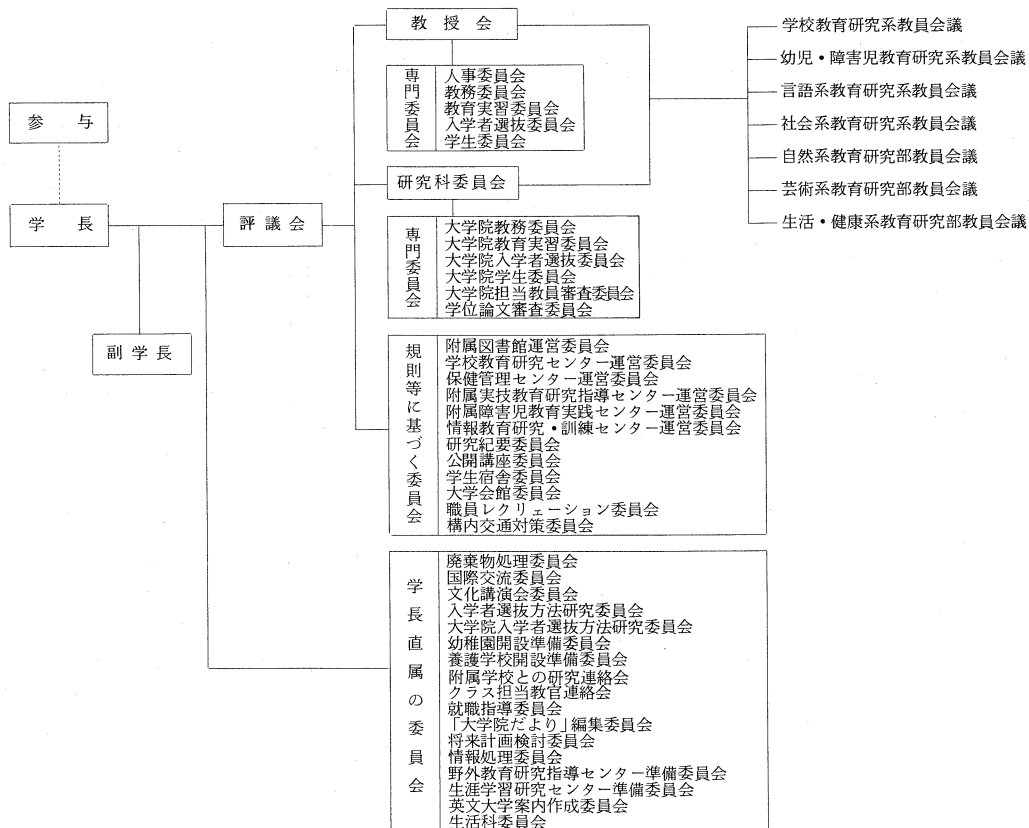 参与
学長
副学長
評議会
教授会
専門委員会
人事委員会
教務委員会
教育実習委員会
入学者選抜委員会
学生委員会
研究科委員会
専門委員会
大学院教務委員会
大学院教育実習委員会
大学院入学者選抜委員会
大学院学生委員会
大学院担当教員審査委員会
学位論文審査委員会
規則等に基づく委員会
附属図書館運営委員会
学校教育研究センター運営委員会
保健管理センター運営委員会
附属実技教育研究指導センター運営委員会
附属障害児教育実践センター運営委員会
情報教育研究・訓練センター運営委員会
研究紀要委員会
公開講座委員会
学生宿舎委員会
大学会館委員会
職員レクリェーション委員会
構内交通対策委員会
学長直属の委員会
廃棄物処理委員会
国際交流委員会
文化講演会委員会
入学者選抜方法研究委員会
大学院入学者選抜方法研究委員会
幼稚園開設準備委員会
養護学校開設準備委員会
附属学校との研究連絡会
クラス担当教官連絡会
就職指導委員会
「大学院だより」編集委員会
将来計画検討委員会
情報処理委員会
野外教育研究指導センター準備委員会
生涯学習研究センター準備委員会
英文大学案内作成委員会
生活科委員会
学校教育研究系教員会議
幼児・障害児教育研究系教員会議
言語系教育研究系教員会議
社会系教育研究系教員会議
自然系教育研究部教員会議
芸術系教育研究部教員会議
生活・健康系教育研究部教員会議